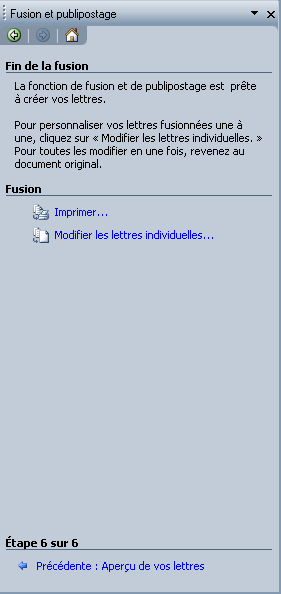 Fusion et publipostage
Fin de la fusion
La fonction de fusion et de publipostage est prête
à créer vos lettres.
Pour personnaliser vos lettres fusionnées une à
une, cliquez sur « Modifier les lettres individuelles. »
Pour toutes les modifier en une fois, revenez au
document original.
Fusion
Imprimer...
Modifier les lettres individuelles...
Étape 6 sur 6
Précédente : Aperçu de vos lettres